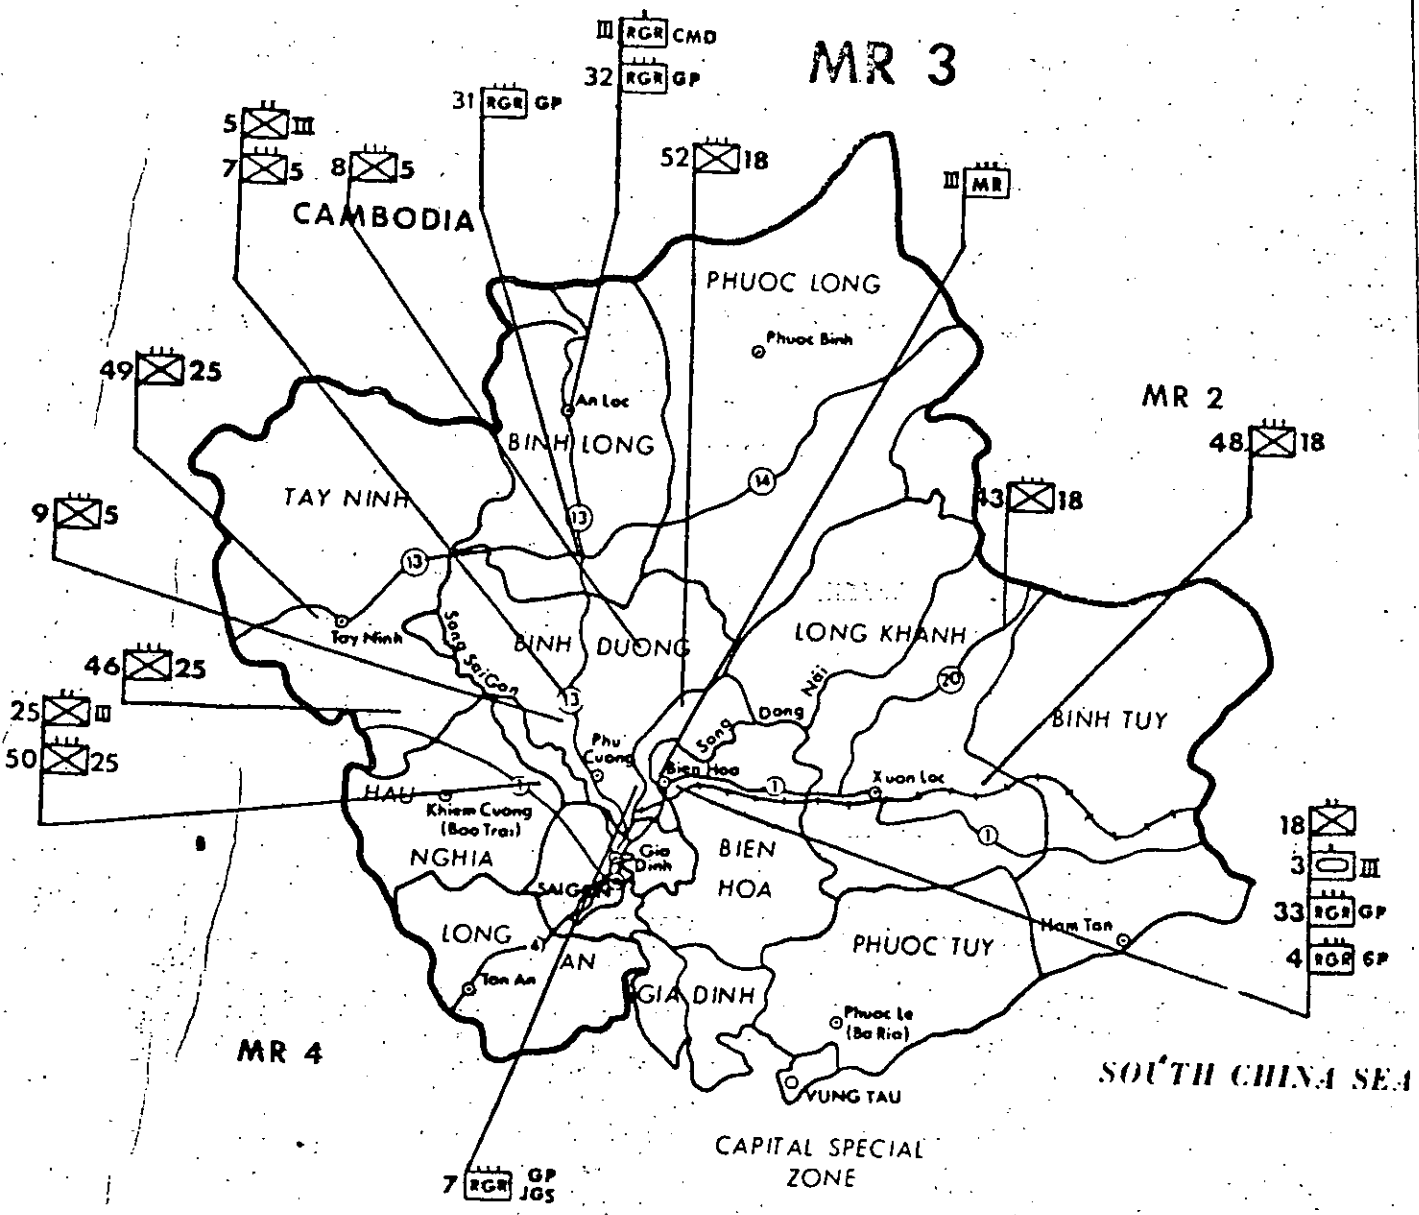 III RGR CMD
MR 3
32 RGR GP
31 RGR GP
5 III
7 5
8 5
52 18
III MR
CAMBODIA
PHUOC LONG
Phuoc Binh
49 25
An Loc
MR 2
BINH LONG
48 18
14
TAY NINH
43 18
9 5
13
13
Song SaiGon
Tay Ninh
BINH DUONG
LONG KHANH
46 25
20
Nài
25 III
13
Song
Dong
BINH TUY
Phu
Cuong
50 25
Bien Hoa
1
1
Xuan Loc
HAU
Khiem Cuong
(Bao Trai)
18
1
NGHIA
Gia
Dinh
BIEN
HOA
3 III
SAIGON
33 RGR GP
LONG
4
AN
PHUOC TUY
Ham Tan
4 RGR GP
Tan An
GIA DINH
Phuoc Le
(Ba Ria)
MR 4
SOUTH CHINA SEA
VUNG TAU
CAPITAL SPECIAL
ZONE
7 RGR GP
JGS